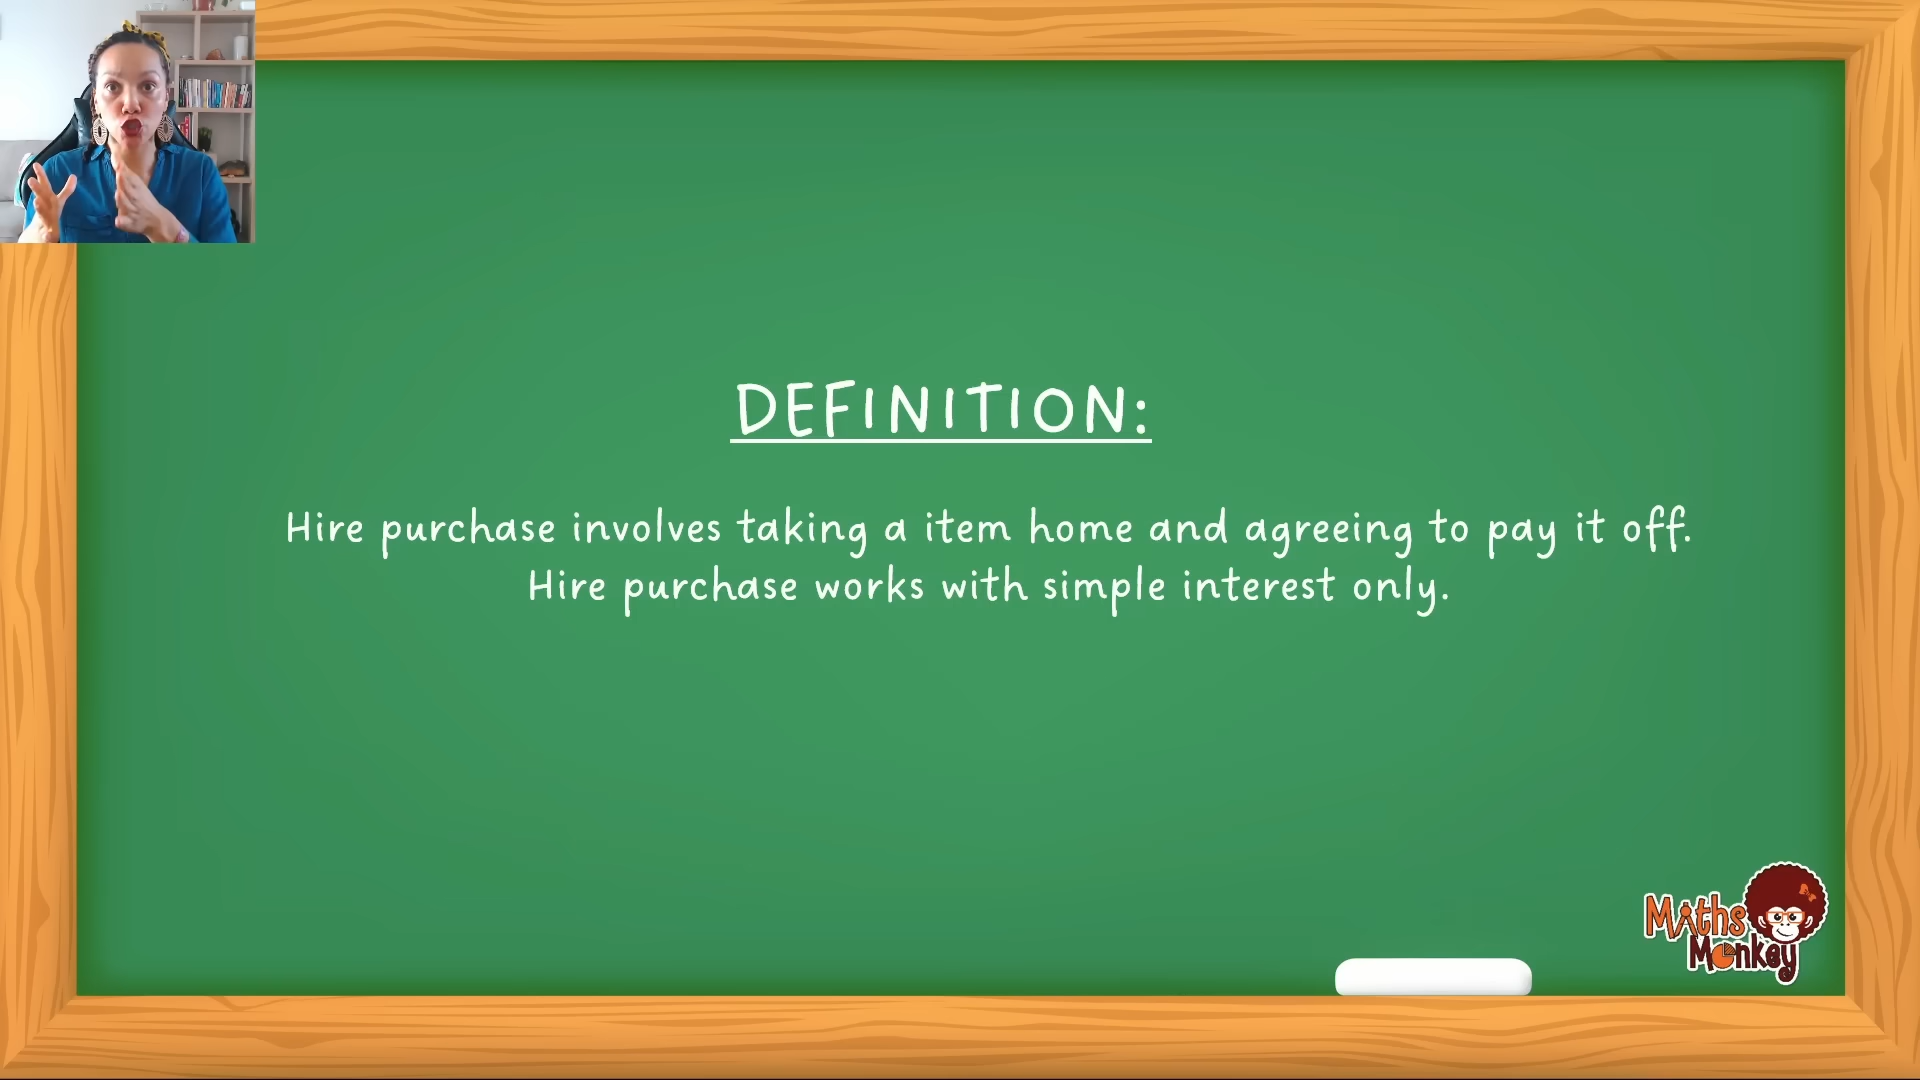 DEFINITION:
Hire purchase involves taking a item home and agreeing to pay it off.
Hire purchase works with simple interest only.
Maths
Monkey